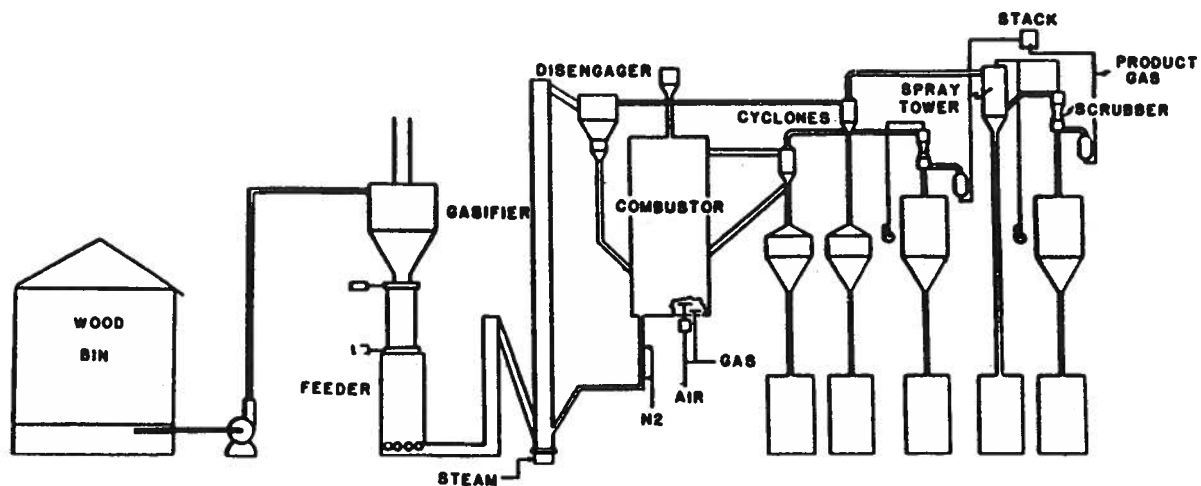 STACK
DISENGAGER
PRODUCT
GAS
SPRAY
TOWER
CYCLONES
SCRUBBER
GASIFIER
COMBUSTOR
WOOD
BIN
FEEDER
GAS
AIR
N2
STEAM